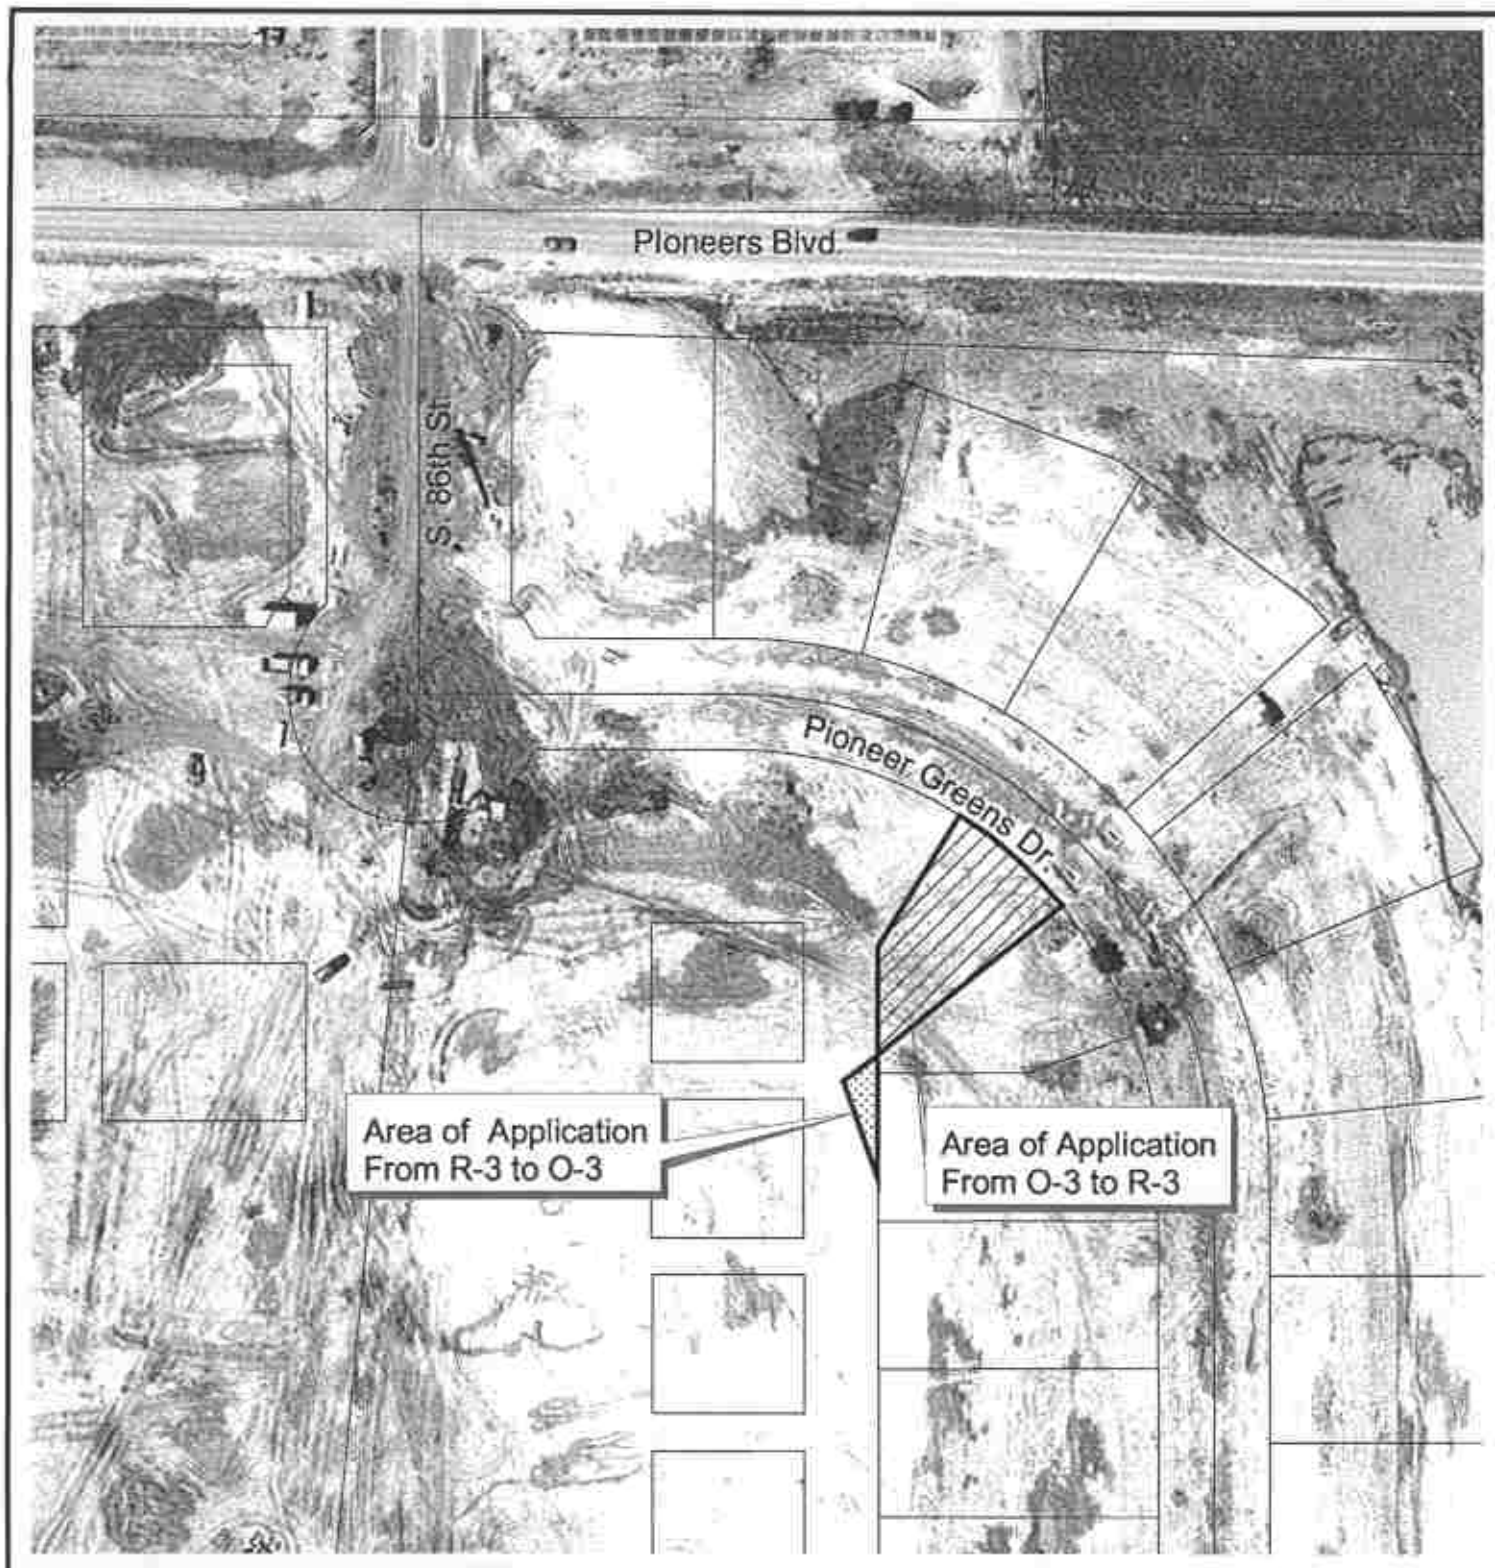 Pioneers Blvd.
S. 86th St
Pioneer Greens Dr.
Area of Application
From R-3 to O-3
Area of Application
From O-3 to R-3